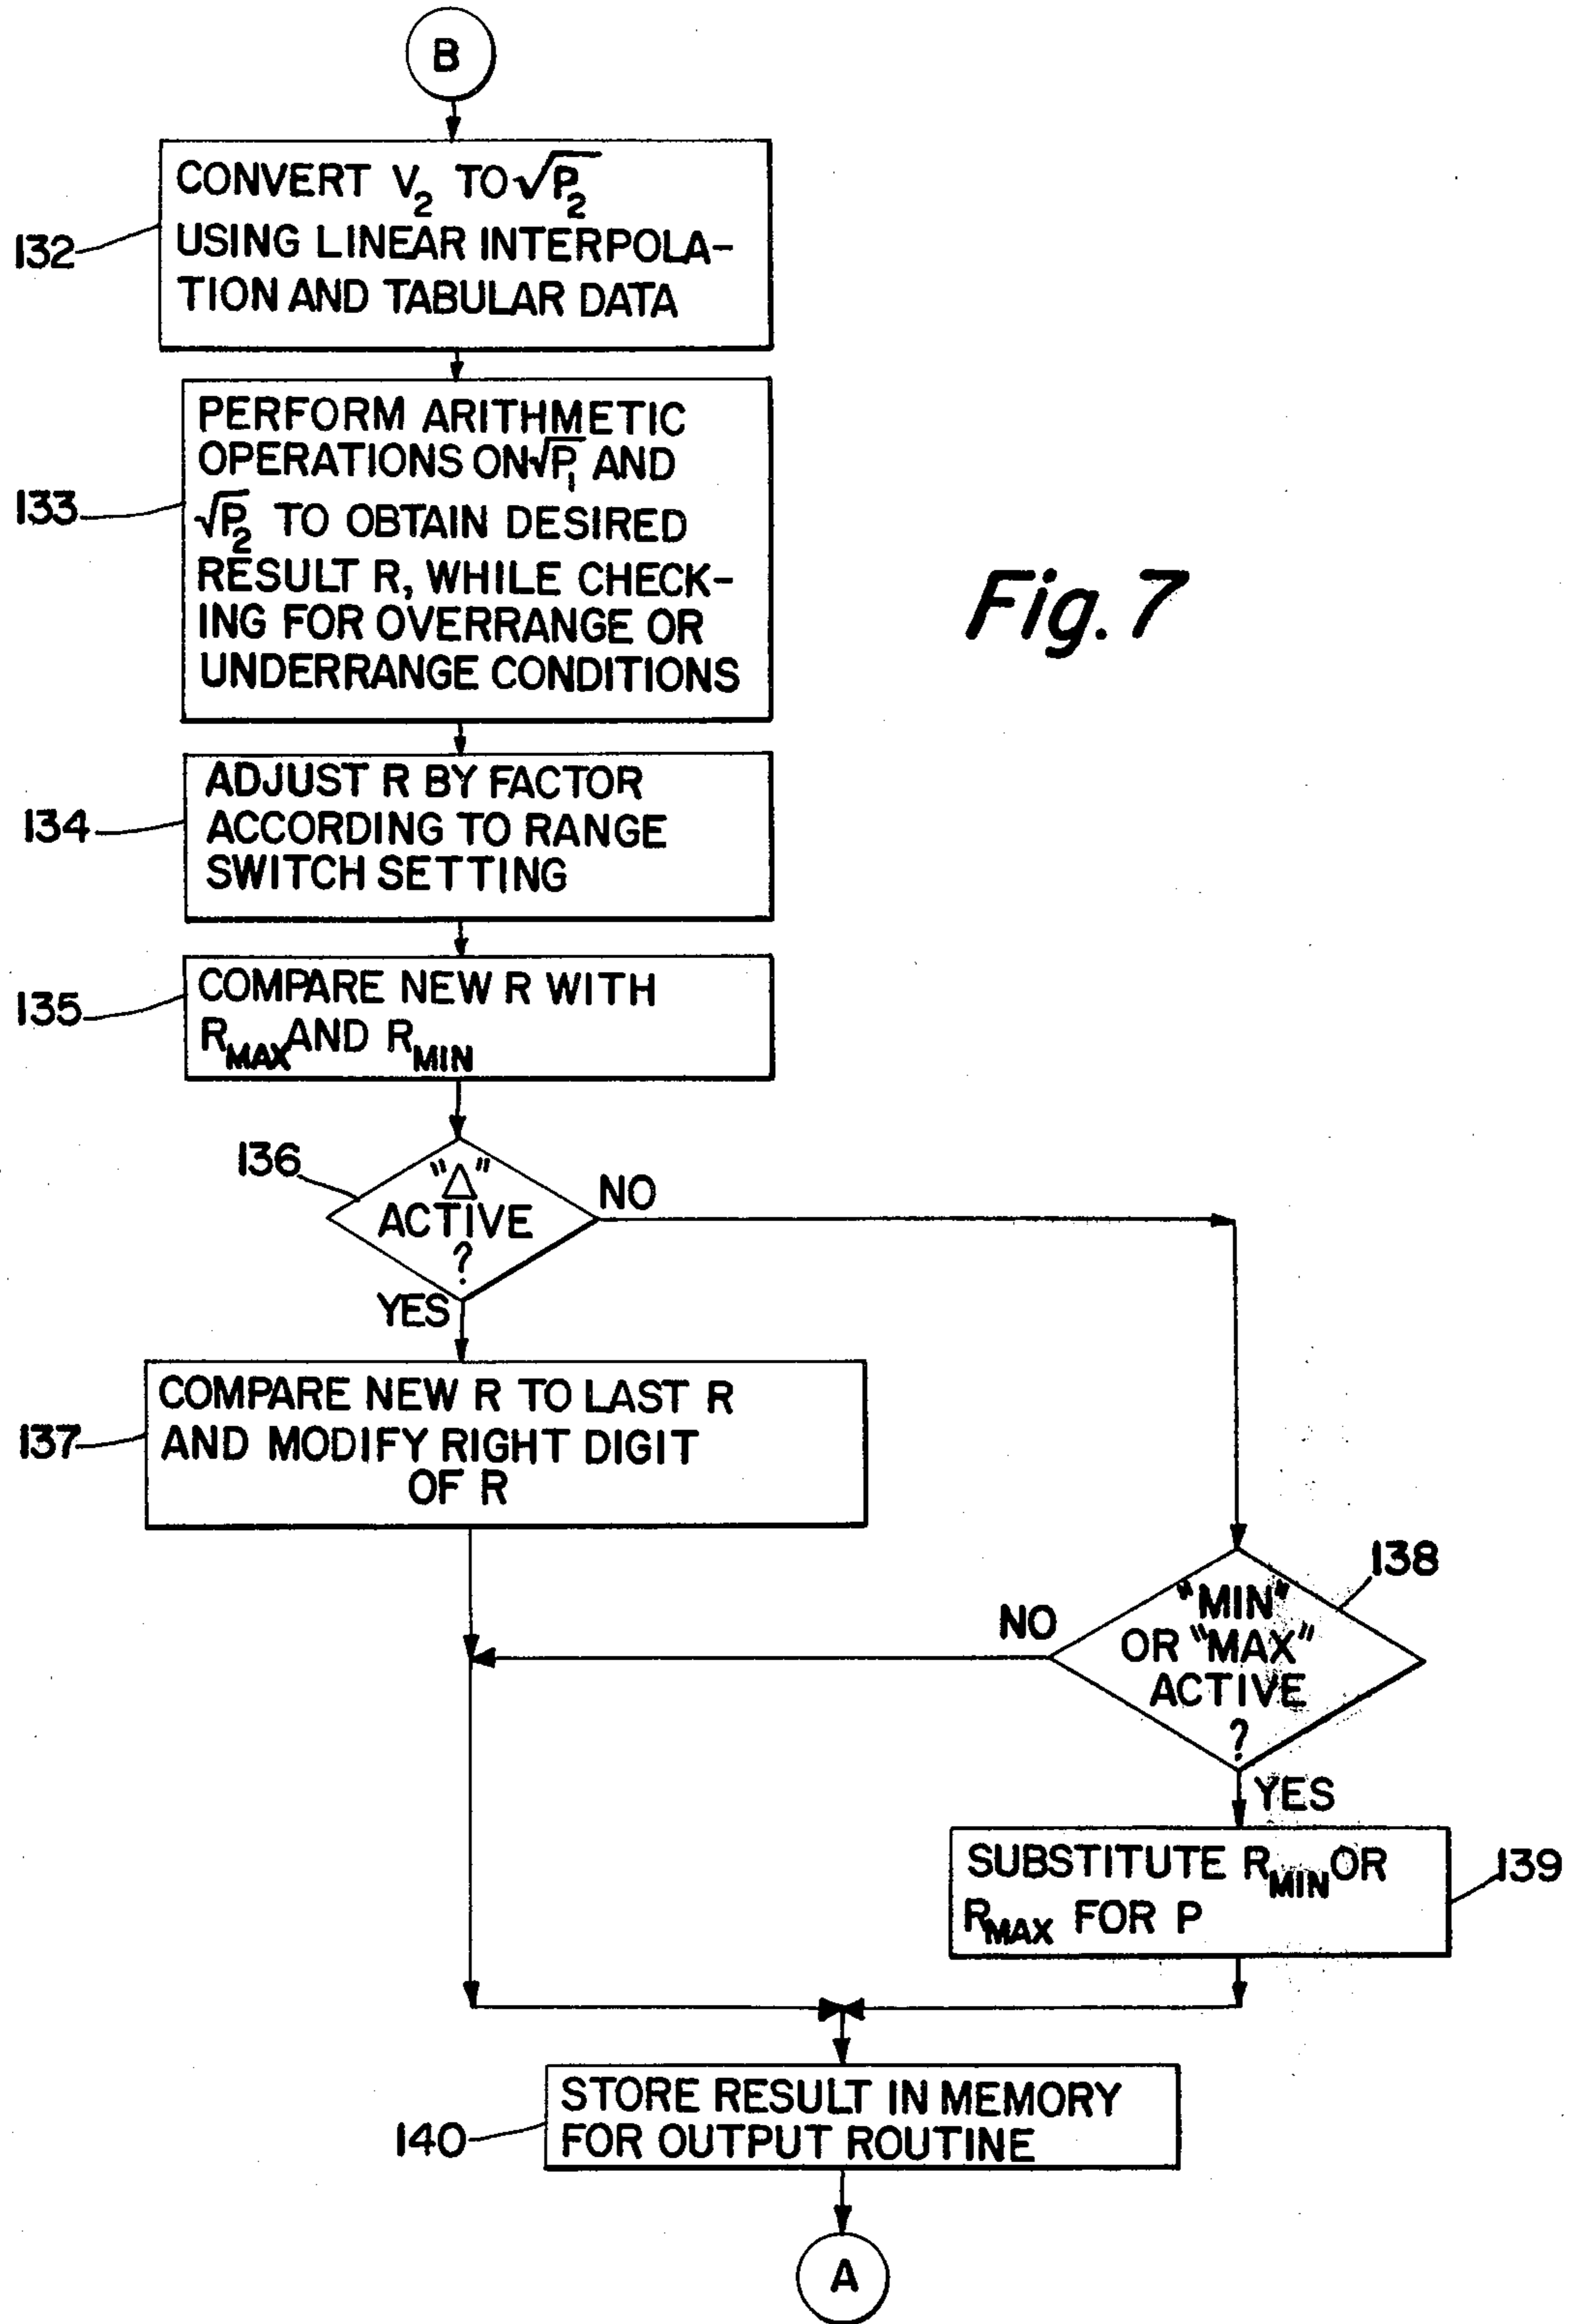 B
132
CONVERT V₂ TO √P₂
USING LINEAR INTERPOLA-
TION AND TABULAR DATA
133
PERFORM ARITHMETIC
OPERATIONS ON √P₁ AND
√P₂ TO OBTAIN DESIRED
RESULT R, WHILE CHECK-
ING FOR OVERRANGE OR
UNDERRANGE CONDITIONS
Fig. 7
134
ADJUST R BY FACTOR
ACCORDING TO RANGE
SWITCH SETTING
135
COMPARE NEW R WITH
R MAX AND R MIN
136
"Δ"
ACTIVE
?
NO
YES
137
COMPARE NEW R TO LAST R
AND MODIFY RIGHT DIGIT
OF R
138
"MIN"
OR "MAX"
ACTIVE
?
NO
YES
139
SUBSTITUTE R MIN OR
R MAX FOR P
140
STORE RESULT IN MEMORY
FOR OUTPUT ROUTINE
A